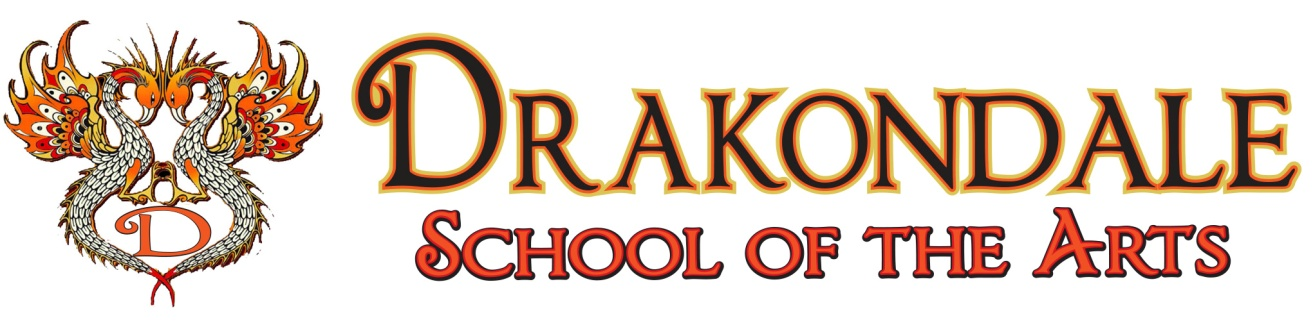 D
DRAKONDALE
SCHOOL OF THE ARTS